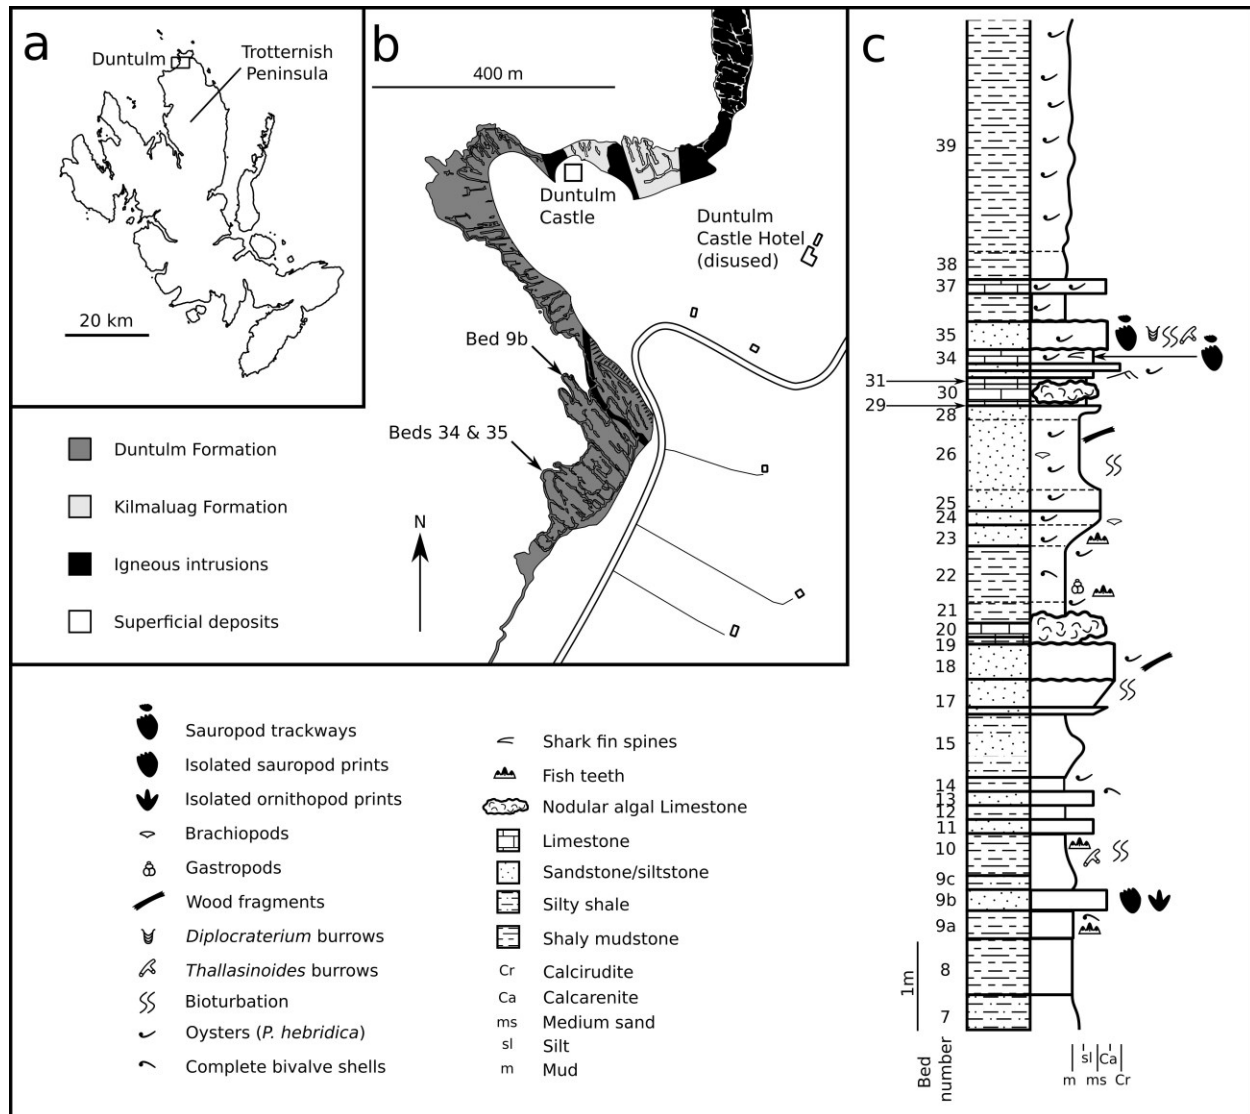 a
Duntulm
Trotternish
Peninsula
20 km
b
400 m
Duntulm
Castle
Duntulm
Castle Hotel
(disused)
Bed 9b
Beds 34 & 35
N
Duntulm Formation
Kilmaluag Formation
Igneous intrusions
Superficial deposits
Sauropod trackways
Isolated sauropod prints
Isolated ornithopod prints
Brachiopods
Gastropods
Wood fragments
Diplocraterium burrows
Thallasinoides burrows
Bioturbation
Oysters (P. hebridica)
Complete bivalve shells
Shark fin spines
Fish teeth
Nodular algal Limestone
Limestone
Sandstone/siltstone
Silty shale
Shaly mudstone
Cr Calcirudite
Ca Calcarenite
ms Medium sand
sl Silt
m Mud
c
39
38
37
35
34
31
30
29
28
26
25
24
23
22
21
20
19
18
17
15
14
13
12
11
10
9c
9b
9a
8
7
1m
Bed
number
sl Ca
m ms Cr